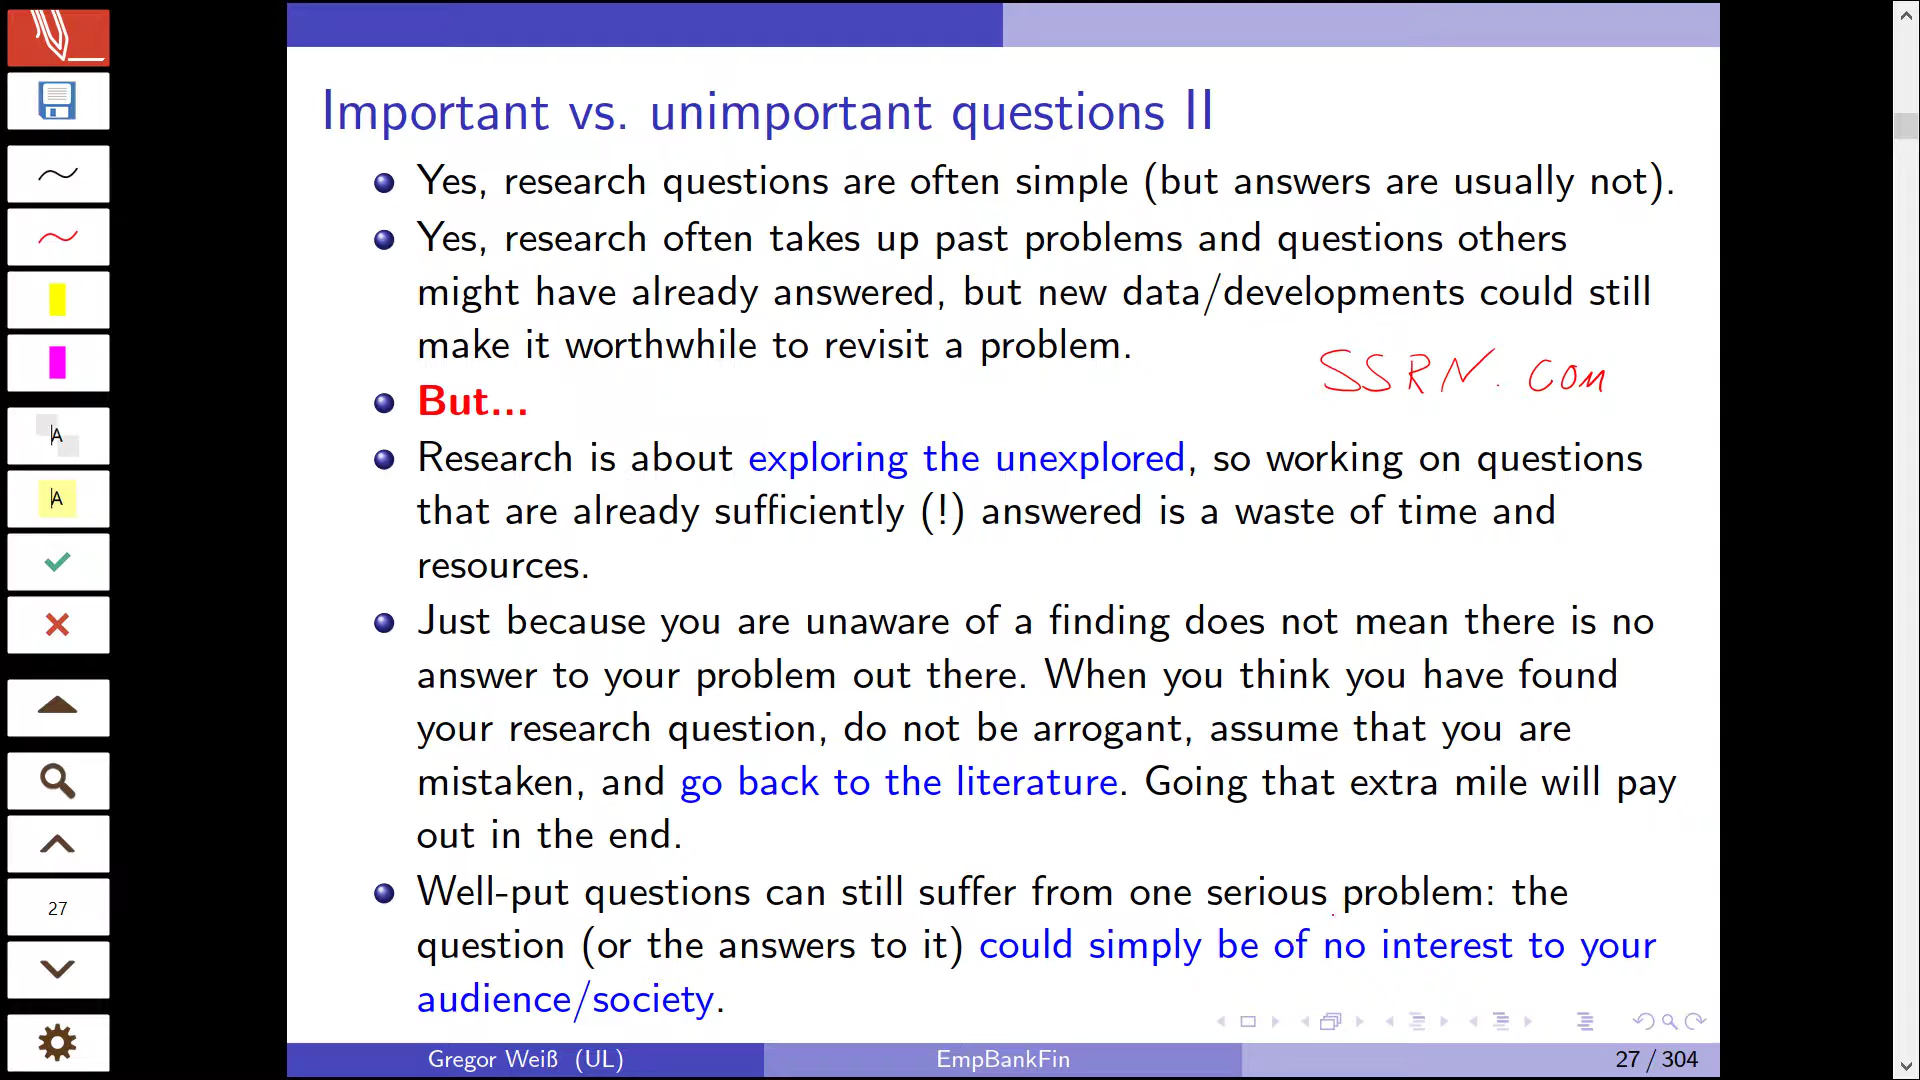 Important vs. unimportant questions II
Yes, research questions are often simple (but answers are usually not).
Yes, research often takes up past problems and questions others
might have already answered, but new data/developments could still
make it worthwhile to revisit a problem.
SSRN.com
But...
Research is about exploring the unexplored, so working on questions
that are already sufficiently (!) answered is a waste of time and
resources.
Just because you are unaware of a finding does not mean there is no
answer to your problem out there. When you think you have found
your research question, do not be arrogant, assume that you are
mistaken, and go back to the literature. Going that extra mile will pay
out in the end.
Well-put questions can still suffer from one serious problem: the
question (or the answers to it) could simply be of no interest to your
audience/society.
Gregor Weiß (UL)
EmpBankFin
27 / 304
A
A
27